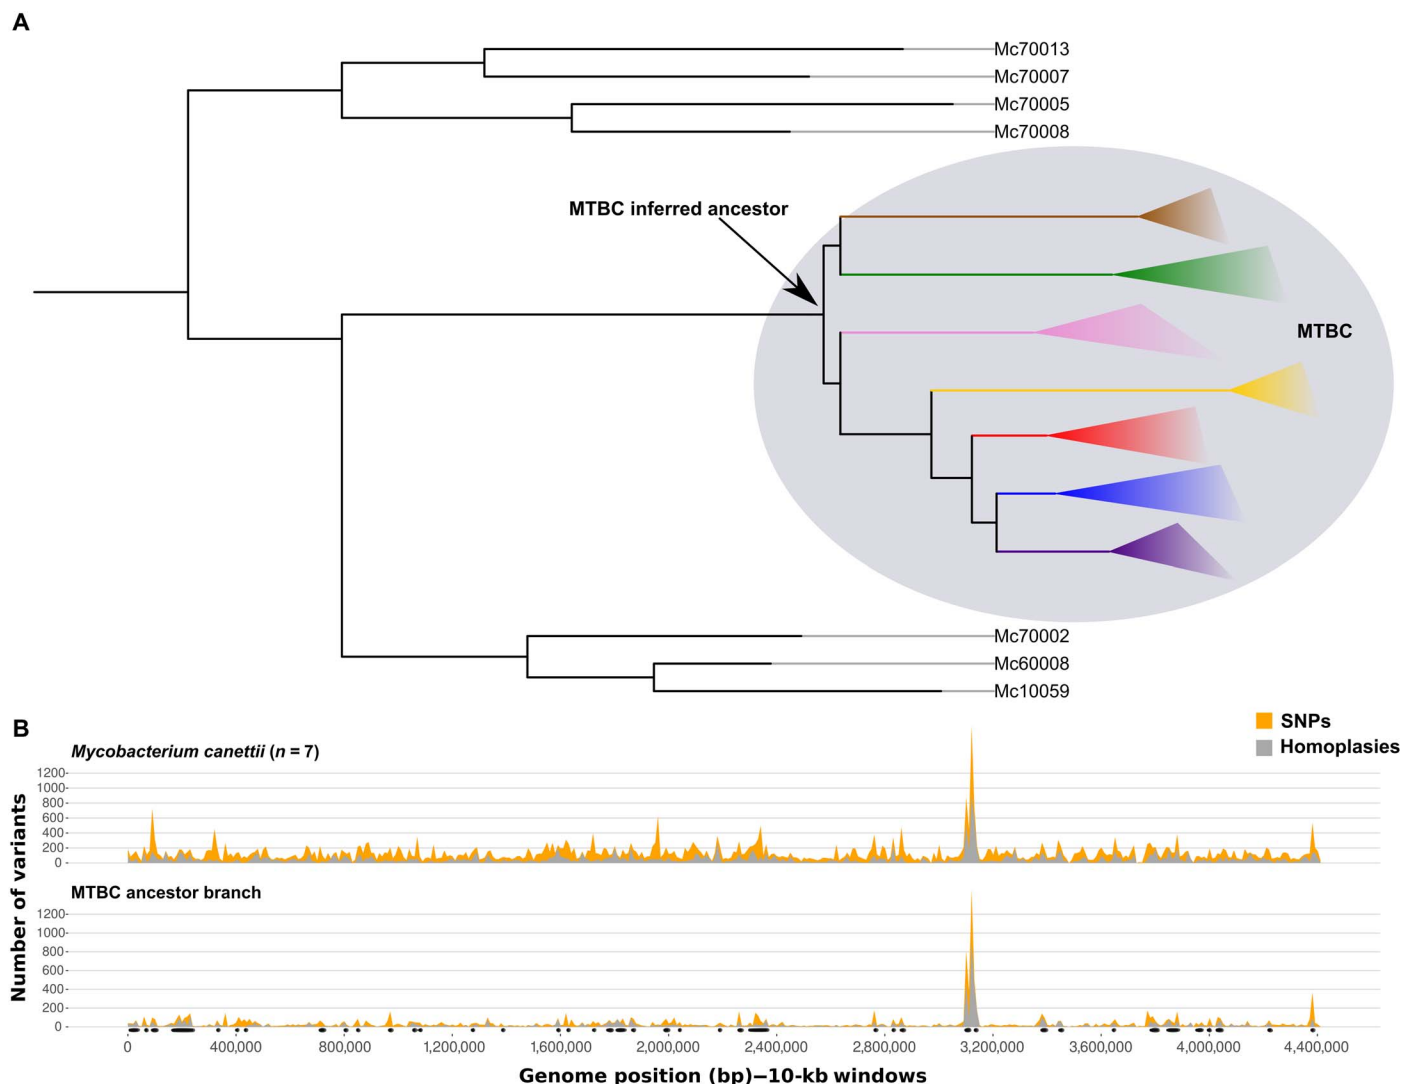 A
Mc70013
Mc70007
Mc70005
Mc70008
MTBC inferred ancestor
MTBC
Mc70002
Mc60008
Mc10059
B
SNPs
Homoplasies
Mycobacterium canettii (n = 7)
1200
1000
800
600
400
200
0
MTBC ancestor branch
1200
1000
800
600
400
200
0
Number of variants
0 400,000 800,000 1,200,000 1,600,000 2,000,000 2,400,000 2,800,000 3,200,000 3,600,000 4,000,000 4,400,000
Genome position (bp)–10-kb windows